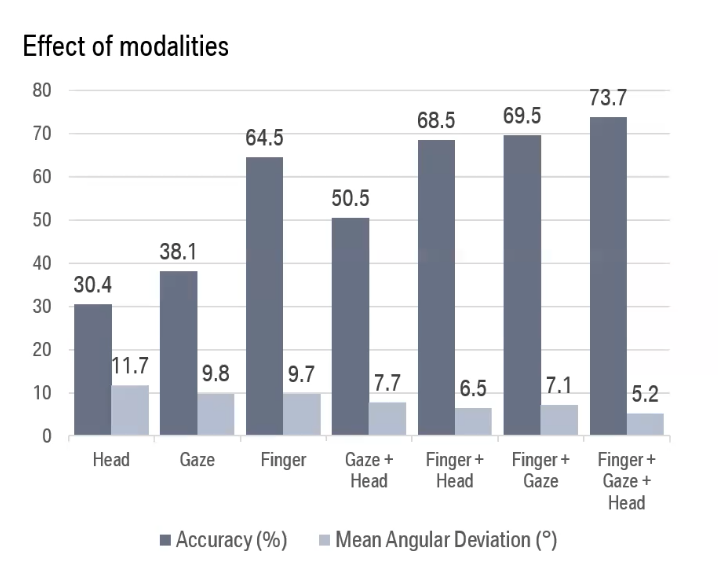 Effect of modalities
80
70
60
50
40
30
20
10
0
30.4
11.7
38.1
9.8
64.5
9.7
50.5
7.7
68.5
6.5
69.5
7.1
73.7
5.2
Head
Gaze
Finger
Gaze +
Head
Finger +
Head
Finger +
Gaze
Finger +
Gaze +
Head
Accuracy (%)
Mean Angular Deviation (°)